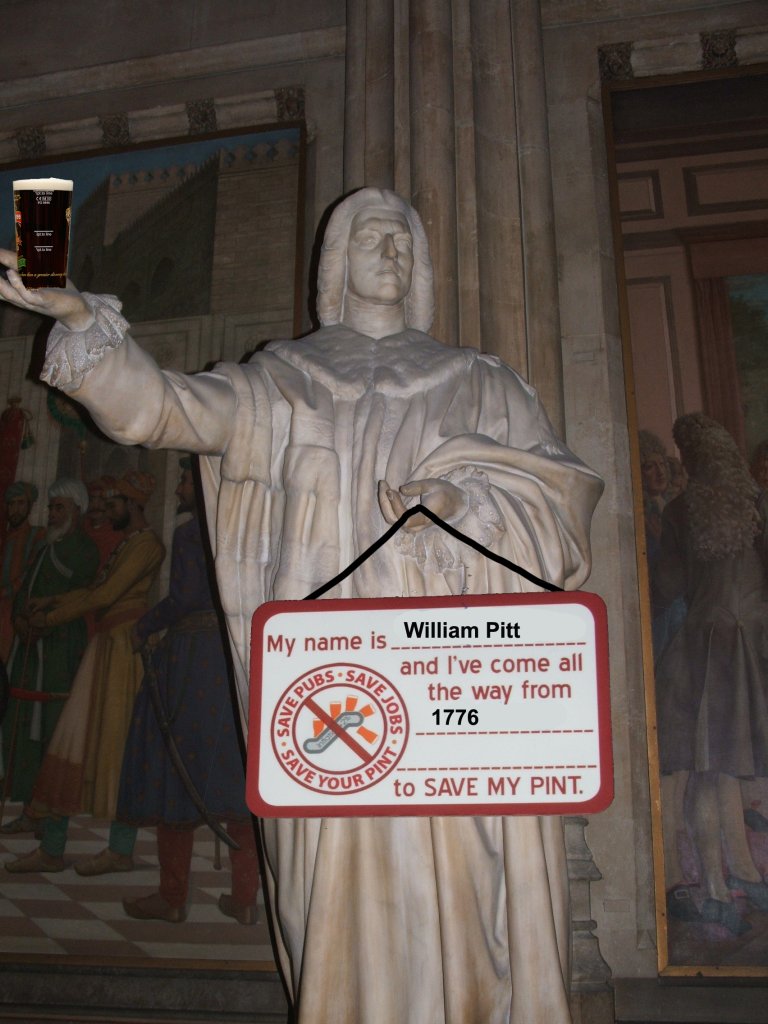 My name is William Pitt
and I've come all
the way from
1776
to SAVE MY PINT.
SAVE PUBS · SAVE JOBS ·
SAVE YOUR PINT ·